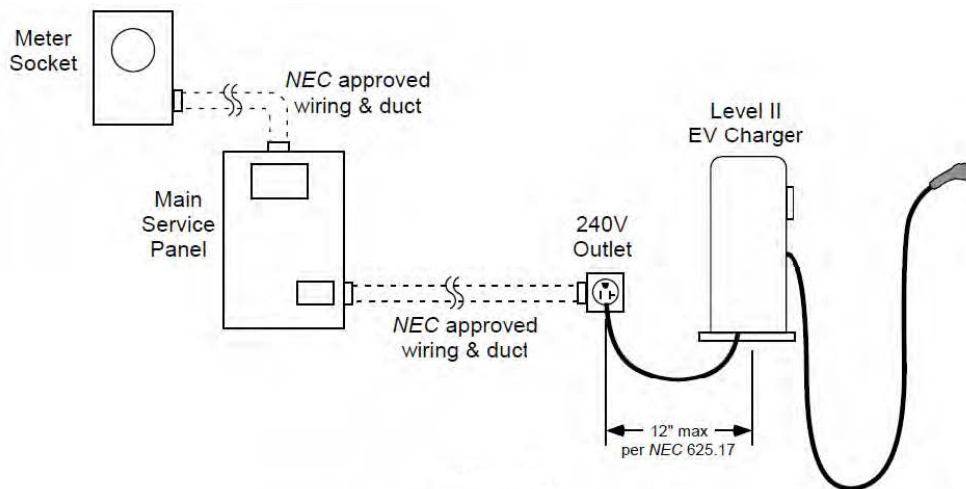 Meter
Socket
NEC approved
wiring & duct
Level II
EV Charger
Main
Service
Panel
240V
Outlet
NEC approved
wiring & duct
12" max
per NEC 625.17